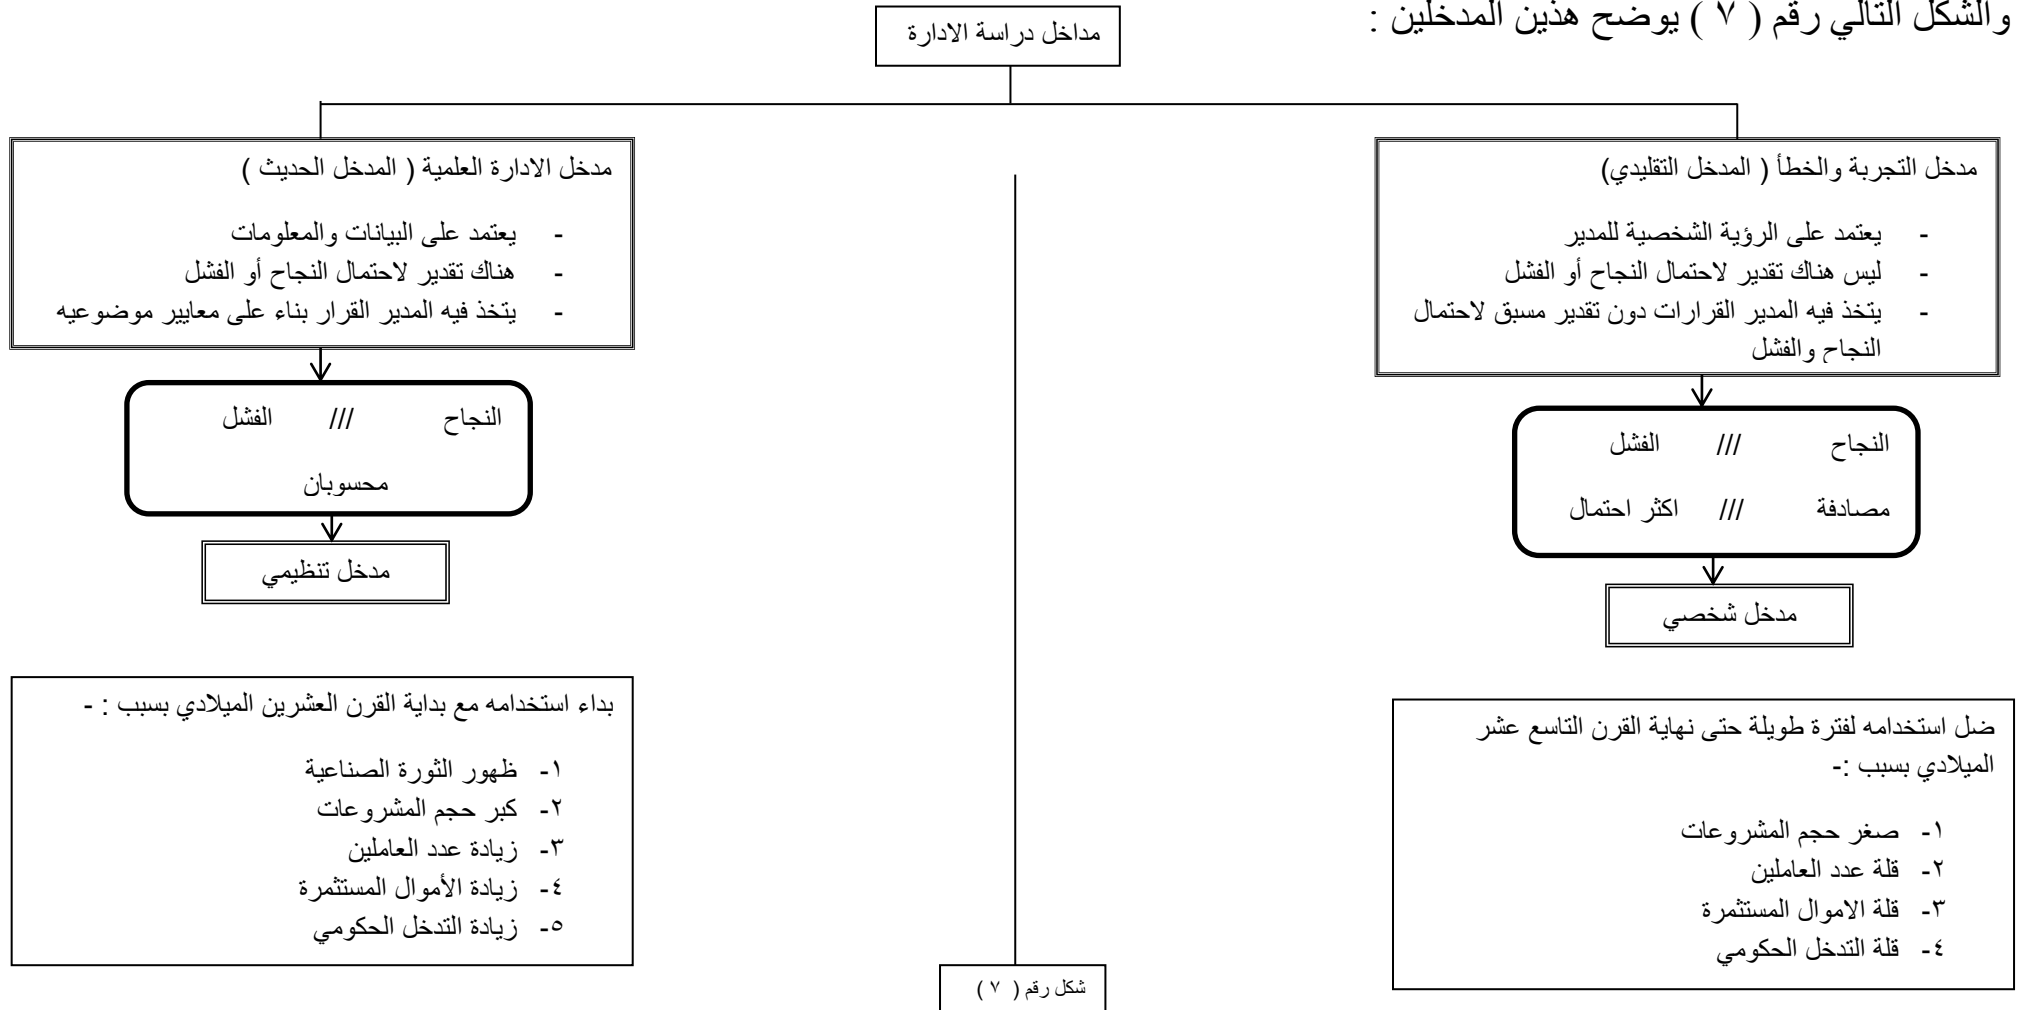 والشكل التالي رقم ( ٧ ) يوضح هذين المدخلين :
مداخل دراسة الادارة
مدخل التجربة والخطأ ( المدخل التقليدي)
- يعتمد على الرؤية الشخصية للمدير
- ليس هناك تقدير لاحتمال النجاح أو الفشل
- يتخذ فيه المدير القرارات دون تقدير مسبق لاحتمال
النجاح والفشل
النجاح /// الفشل
مصادفة /// اكثر احتمال
مدخل شخصي
ضل استخدامه لفترة طويلة حتى نهاية القرن التاسع عشر
الميلادي بسبب :-
١- صغر حجم المشروعات
٢- قلة عدد العاملين
٣- قلة الاموال المستثمرة
٤- قلة التدخل الحكومي
مدخل الادارة العلمية ( المدخل الحديث )
- يعتمد على البيانات والمعلومات
- هناك تقدير لاحتمال النجاح أو الفشل
- يتخذ فيه المدير القرار بناء على معايير موضوعيه
النجاح /// الفشل
محسوبان
مدخل تنظيمي
بداء استخدامه مع بداية القرن العشرين الميلادي بسبب : -
١- ظهور الثورة الصناعية
٢- كبر حجم المشروعات
٣- زيادة عدد العاملين
٤- زيادة الأموال المستثمرة
٥- زيادة التدخل الحكومي
شكل رقم ( ٧ )